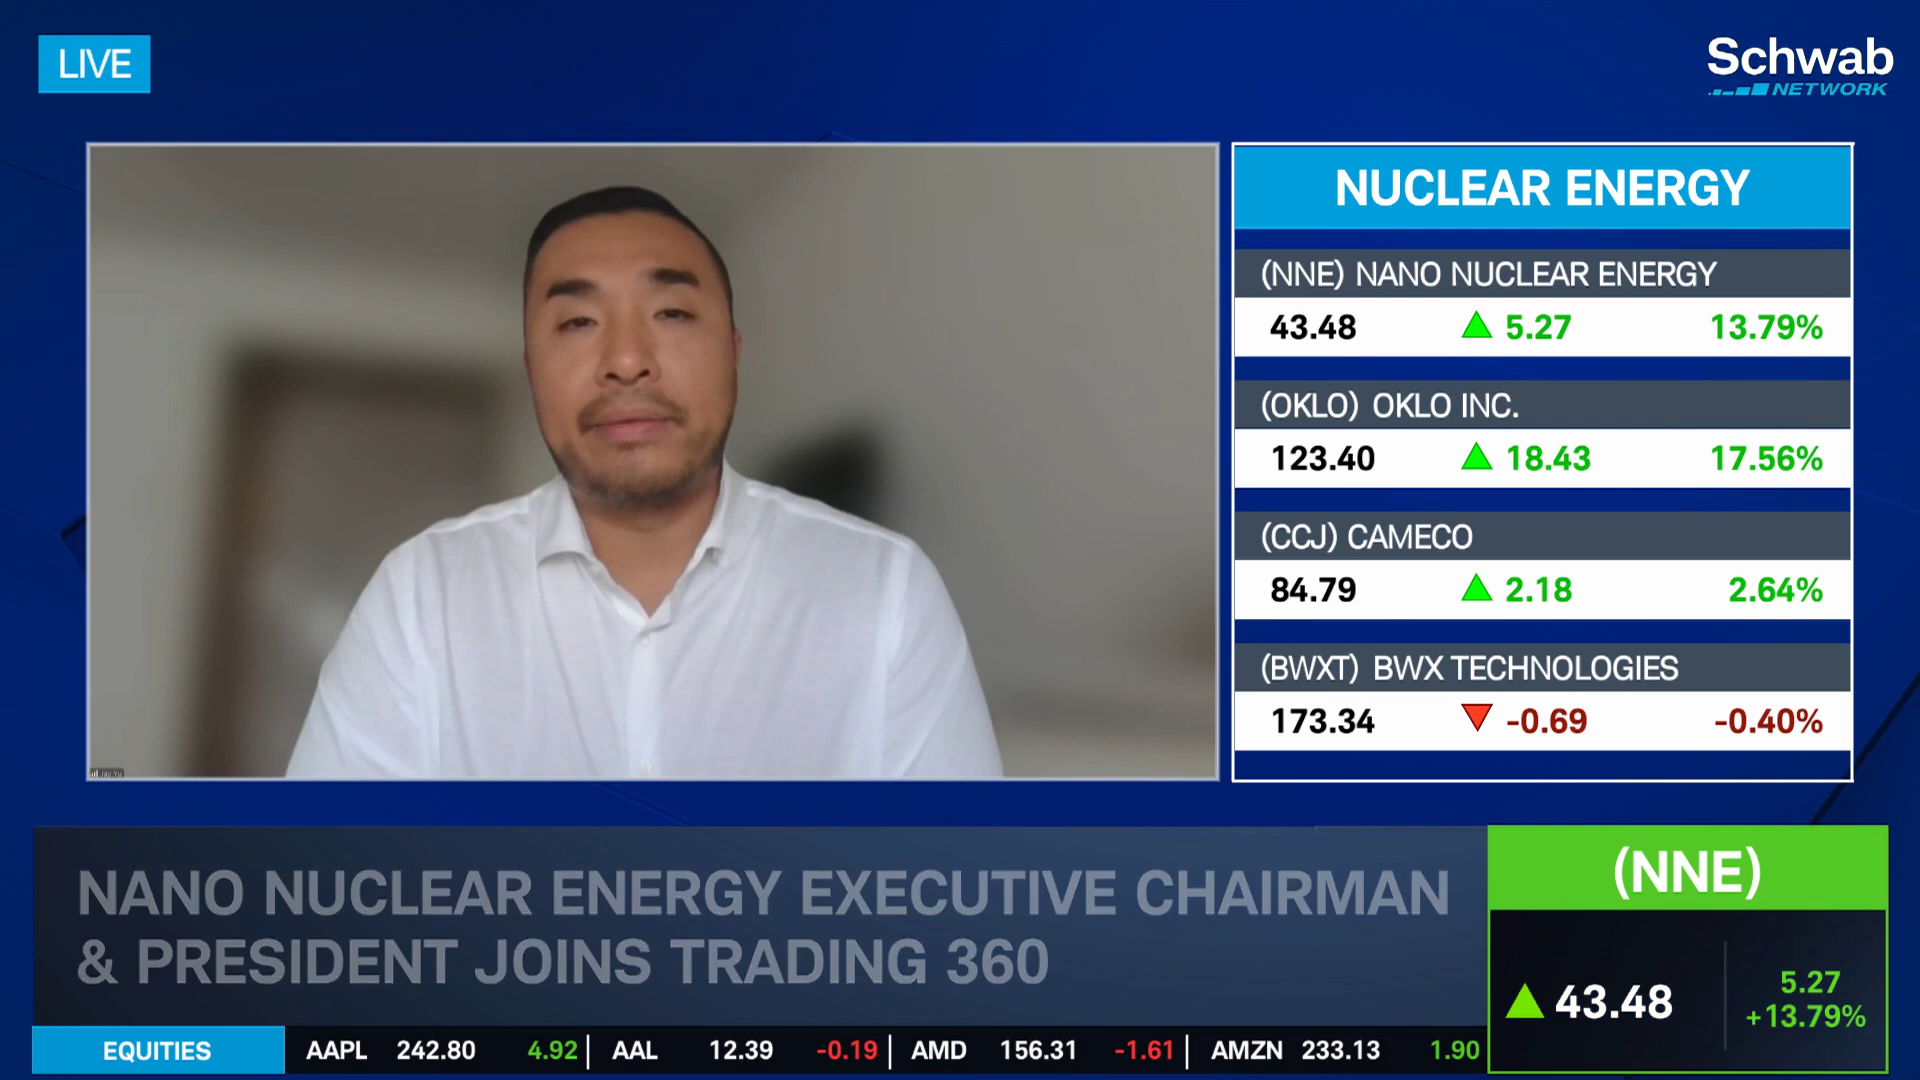 LIVE
Schwab
NETWORK
NUCLEAR ENERGY
(NNE) NANO NUCLEAR ENERGY
43.48 ▲ 5.27 13.79%
(OKLO) OKLO INC.
123.40 ▲ 18.43 17.56%
(CCJ) CAMECO
84.79 ▲ 2.18 2.64%
(BWXT) BWX TECHNOLOGIES
173.34 ▼ -0.69 -0.40%
Jay Yu
NANO NUCLEAR ENERGY EXECUTIVE CHAIRMAN
& PRESIDENT JOINS TRADING 360
(NNE)
▲ 43.48
5.27
+13.79%
EQUITIES AAPL 242.80 4.92 | AAL 12.39 -0.19 | AMD 156.31 -1.61 | AMZN 233.13 1.90